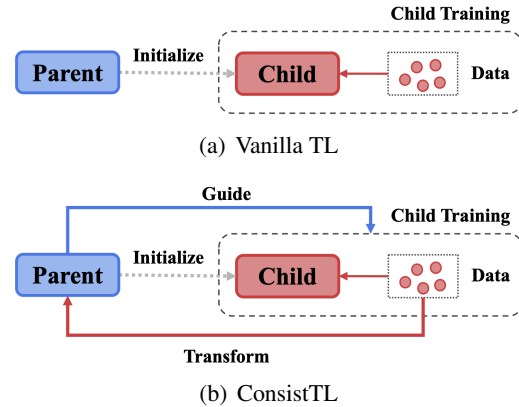 Child Training
Initialize
Parent
Child
Data
(a) Vanilla TL
Guide
Child Training
Initialize
Parent
Child
Data
Transform
(b) ConsistTL